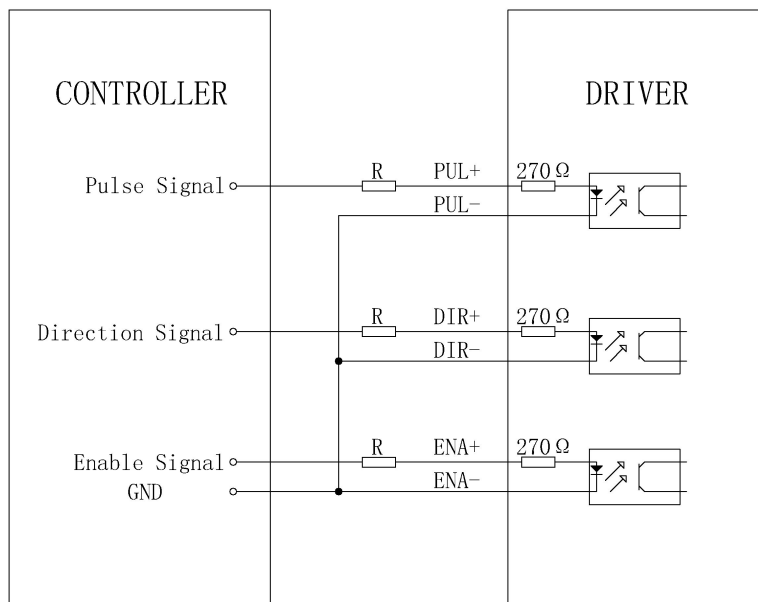 CONTROLLER
DRIVER
Pulse Signal
R
PUL+
270Ω
PUL-
Direction Signal
R
DIR+
270Ω
DIR-
Enable Signal
R
ENA+
270Ω
GND
ENA-